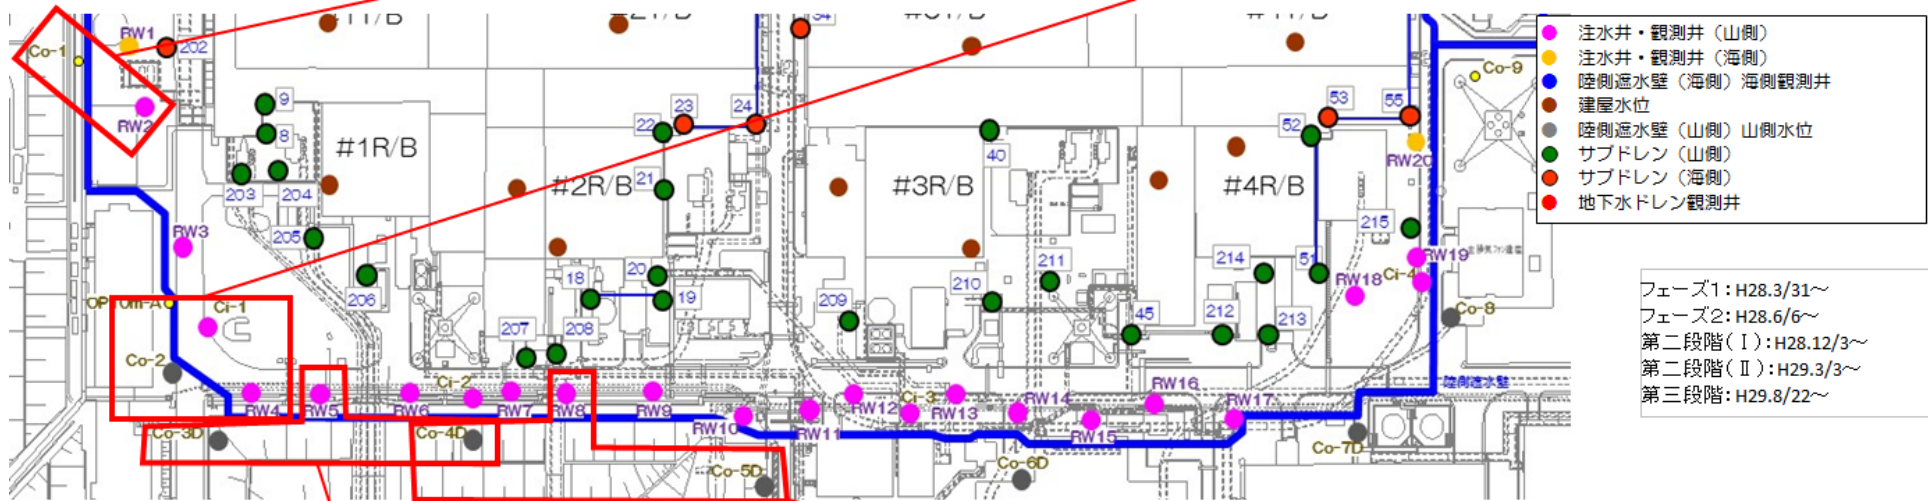 #1T/B
#2T/B
#3T/B
#4T/B
34
Co-1
RW1
202
RW2
9
8
203
204
205
206
#1R/B
22
23
24
21
#2R/B
18
20
19
207
208
40
#3R/B
209
210
211
45
52
53
55
RW20
#4R/B
215
214
51
212
213
RW19
RW18
Ci-4
Co-9
Co-8
RW3
Ci-1
Co-2
RW4
RW5
RW6
Ci-2
RW7
RW8
RW9
RW10
RW11
RW12
Ci-3
RW13
RW14
RW15
RW16
RW17
陸側遮水壁
Co-3D
Co-4D
Co-5D
Co-6D
Co-7D
注水井・観測井（山側）
注水井・観測井（海側）
陸側遮水壁（海側）海側観測井
建屋水位
陸側遮水壁（山側）山側水位
サブドレン（山側）
サブドレン（海側）
地下水ドレン観測井
フェーズ1：H28.3/31～
フェーズ2：H28.6/6～
第二段階(Ⅰ)：H28.12/3～
第二段階(Ⅱ)：H29.3/3～
第三段階：H29.8/22～